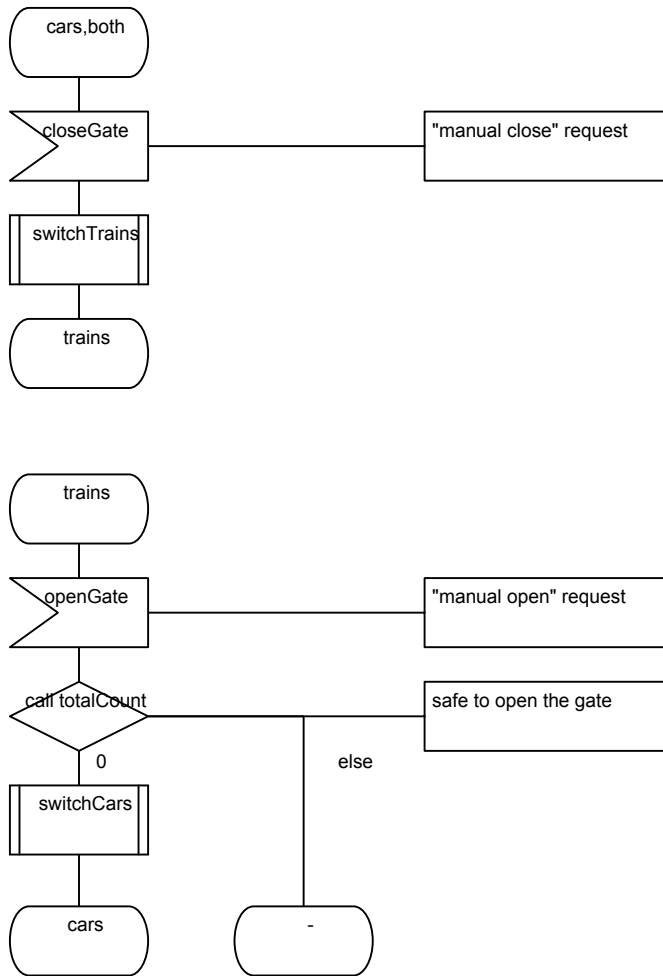 cars,both
closeGate
"manual close" request
switchTrains
trains
trains
openGate
"manual open" request
call totalCount
safe to open the gate
0
else
switchCars
cars
-